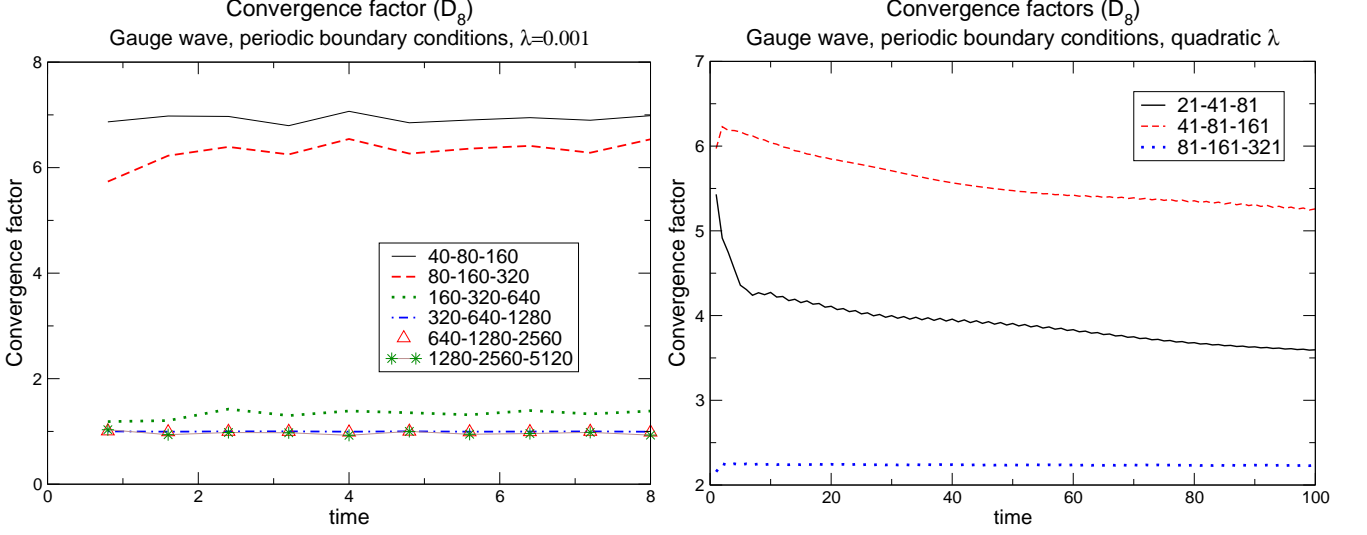 Convergence factor (D8)
Gauge wave, periodic boundary conditions, λ=0.001
8
6
4
2
0
Convergence factor
40-80-160
80-160-320
160-320-640
320-640-1280
640-1280-2560
1280-2560-5120
0 2 4 6 8
time
Convergence factors (D8)
Gauge wave, periodic boundary conditions, quadratic λ
7
6
5
4
3
2
Convergence factor
21-41-81
41-81-161
81-161-321
0 20 40 60 80 100
time